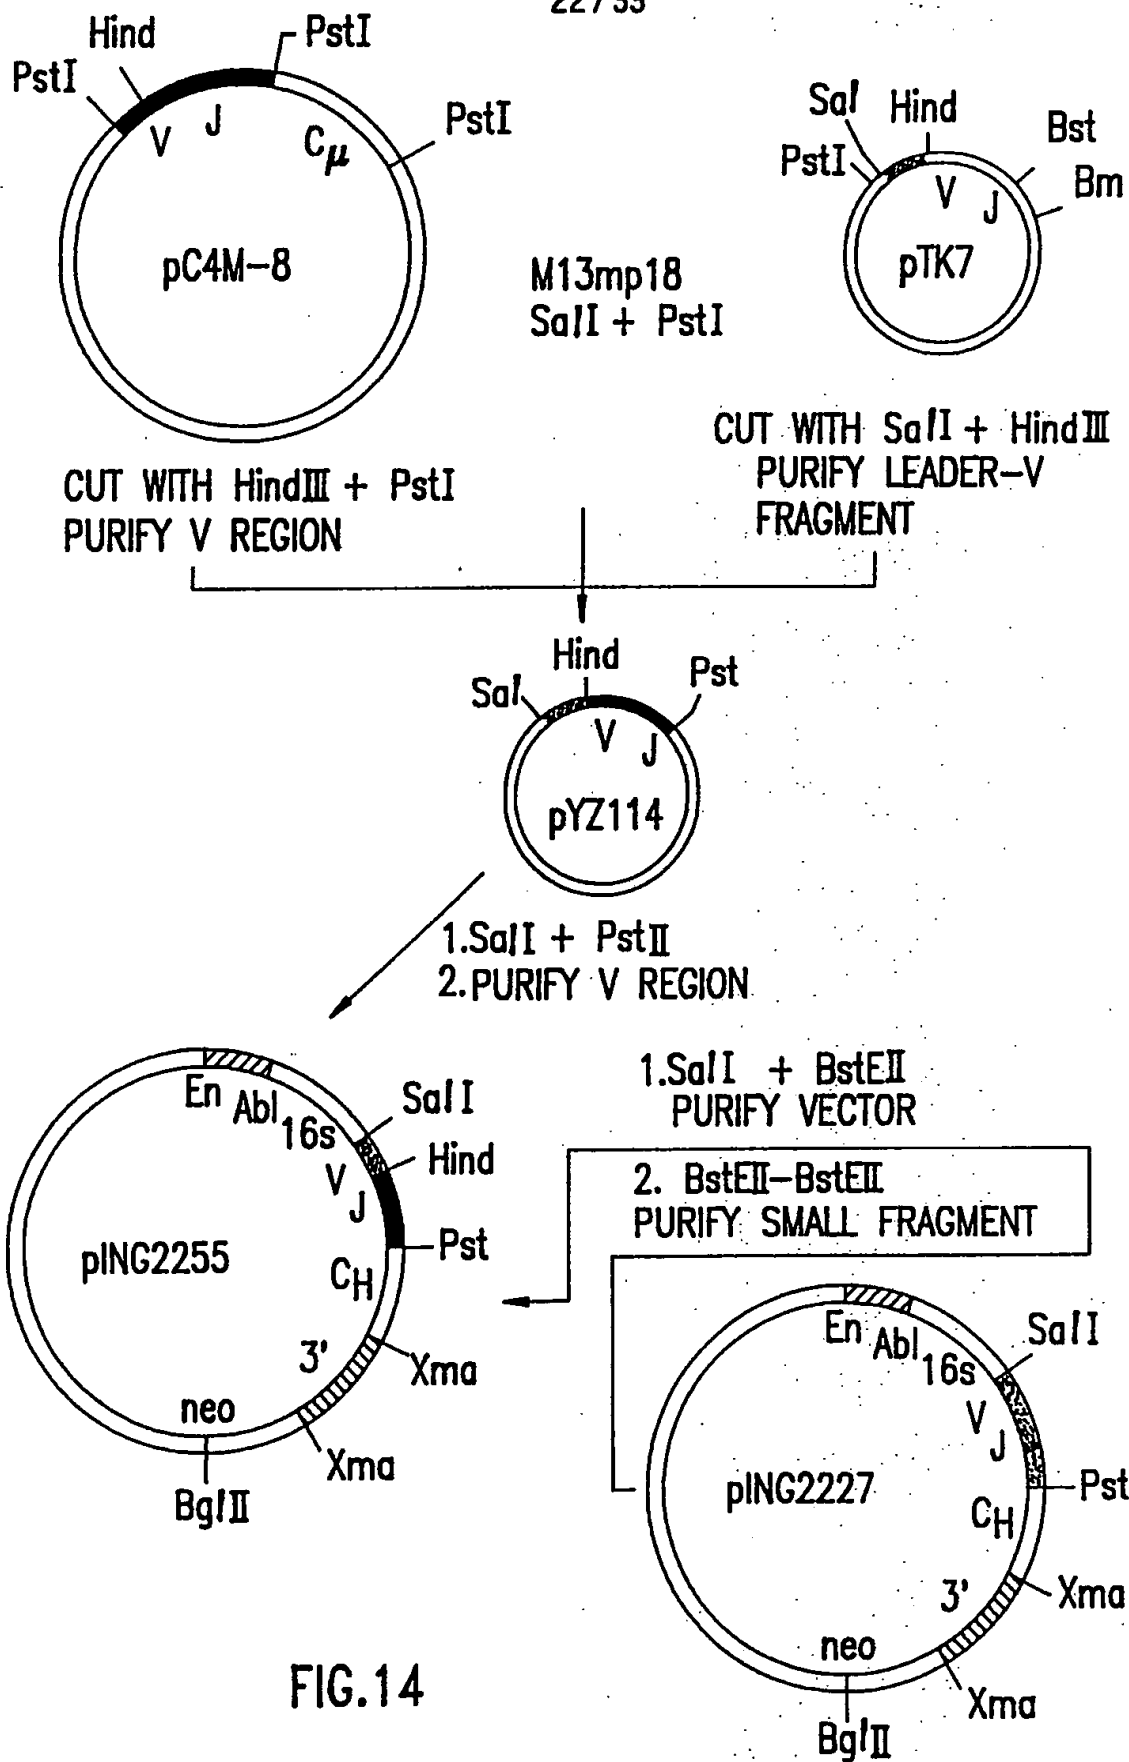 22/33
Hind
PstI
PstI
V
J
Cμ
PstI
pC4M-8
M13mp18
SalI + PstI
Sal
Hind
Bst
PstI
Bm
V
J
pTK7
CUT WITH HindIII + PstI
PURIFY V REGION
CUT WITH SalI + HindIII
PURIFY LEADER-V
FRAGMENT
Hind
Sal
Pst
V
J
pYZ114
1.SalI + PstII
2.PURIFY V REGION
En
Abl
16s
SalI
Hind
V
J
Pst
pING2255
CH
3'
Xma
neo
Xma
BglII
1.SalI + BstEII
PURIFY VECTOR
2. BstEII-BstEII
PURIFY SMALL FRAGMENT
En
Abl
16s
SalI
V
J
Pst
pING2227
CH
3'
Xma
neo
Xma
BglII
FIG.14